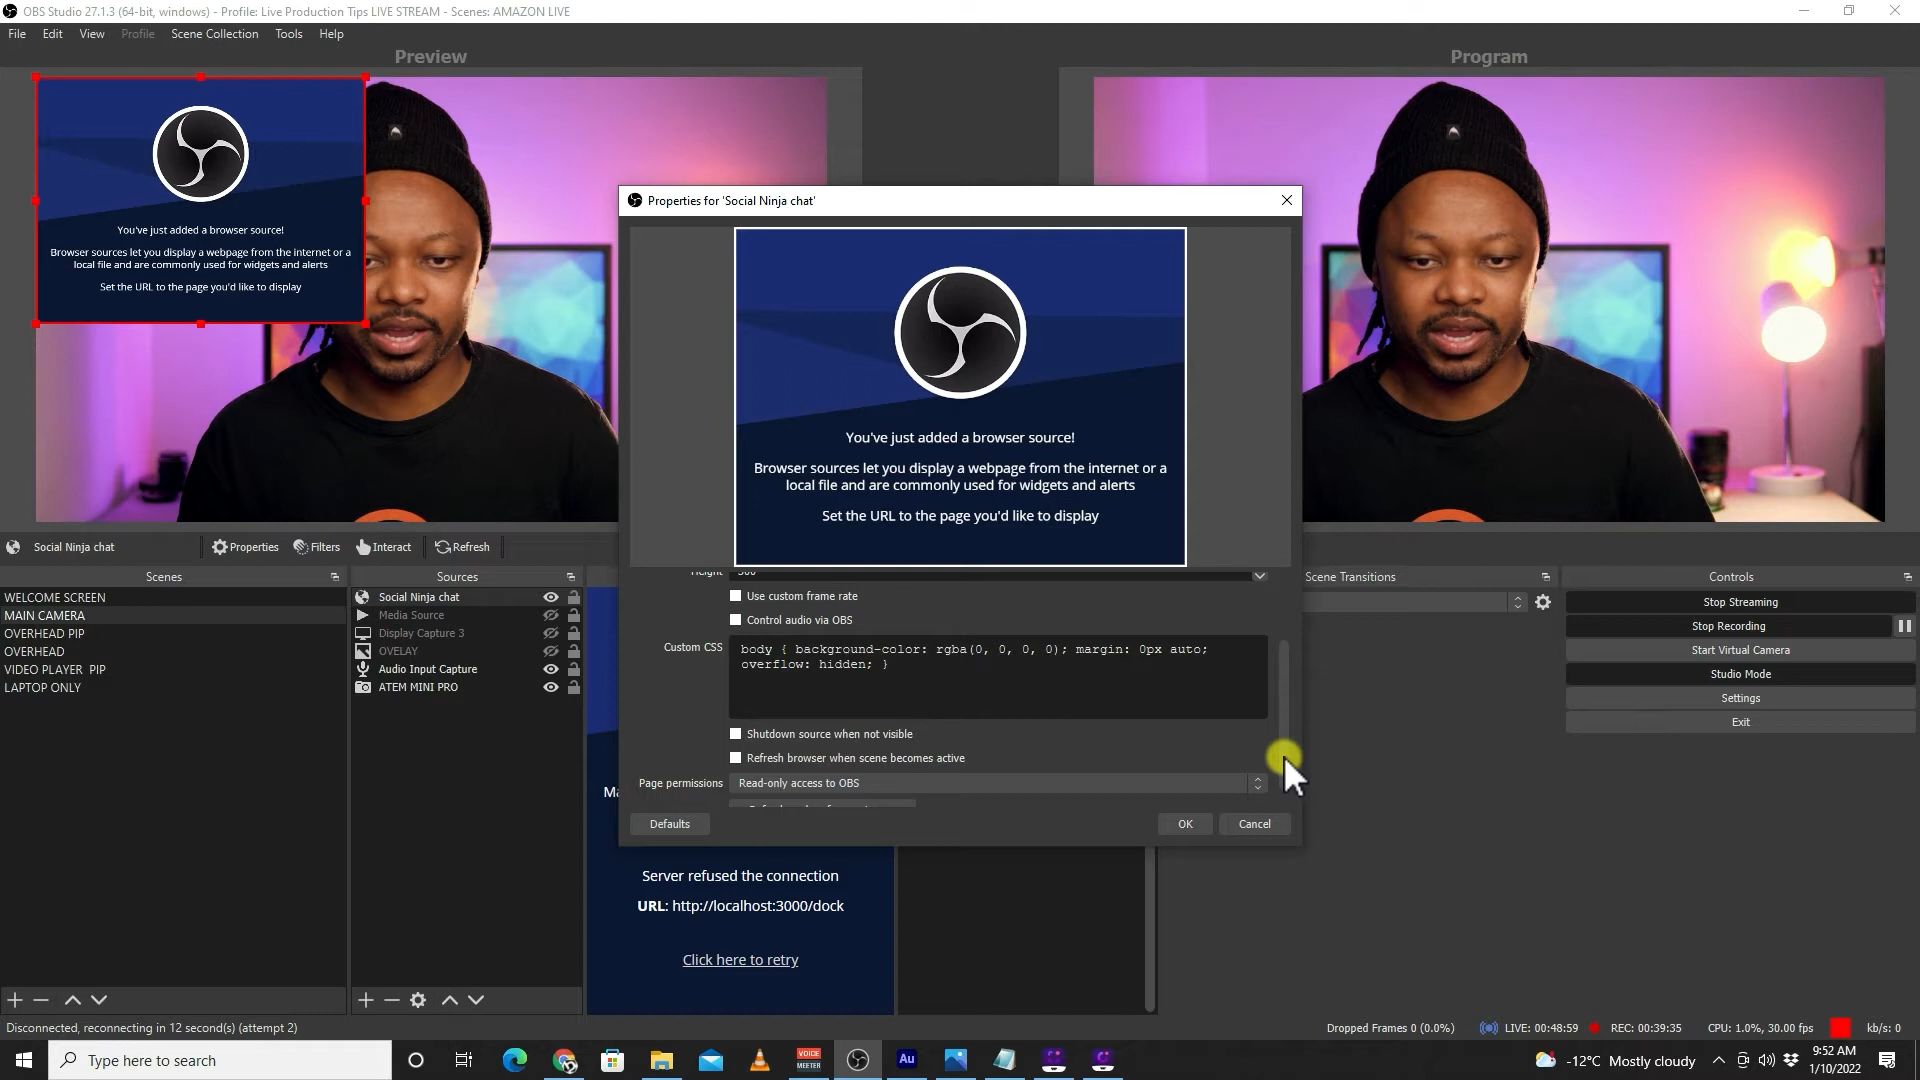 OBS Studio 27.1.3 (64-bit, windows) - Profile: Live Production Tips LIVE STREAM - Scenes: AMAZON LIVE
File Edit View Profile Scene Collection Tools Help
Preview
Program
You've just added a browser source!
Browser sources let you display a webpage from the internet or a
local file and are commonly used for widgets and alerts
Set the URL to the page you'd like to display
Properties for 'Social Ninja chat'
You've just added a browser source!
Browser sources let you display a webpage from the internet or a
local file and are commonly used for widgets and alerts
Set the URL to the page you'd like to display
Height
Use custom frame rate
Control audio via OBS
Custom CSS
body { background-color: rgba(0, 0, 0, 0); margin: 0px auto;
overflow: hidden; }
Shutdown source when not visible
Refresh browser when scene becomes active
Page permissions Read-only access to OBS
Defaults OK Cancel
Social Ninja chat Properties Filters Interact Refresh
Scenes
WELCOME SCREEN
MAIN CAMERA
OVERHEAD PIP
OVERHEAD
VIDEO PLAYER PIP
LAPTOP ONLY
Sources
Social Ninja chat
Media Source
Display Capture 3
OVELAY
Audio Input Capture
ATEM MINI PRO
Server refused the connection
URL: http://localhost:3000/dock
Click here to retry
Scene Transitions
Controls
Stop Streaming
Stop Recording
Start Virtual Camera
Studio Mode
Settings
Exit
Disconnected, reconnecting in 12 second(s) (attempt 2)
Dropped Frames 0 (0.0%) LIVE: 00:48:59 REC: 00:39:35 CPU: 1.0%, 30.00 fps kb/s: 0
Type here to search
VOICE
MEETER
Au
-12°C Mostly cloudy
9:52 AM
1/10/2022